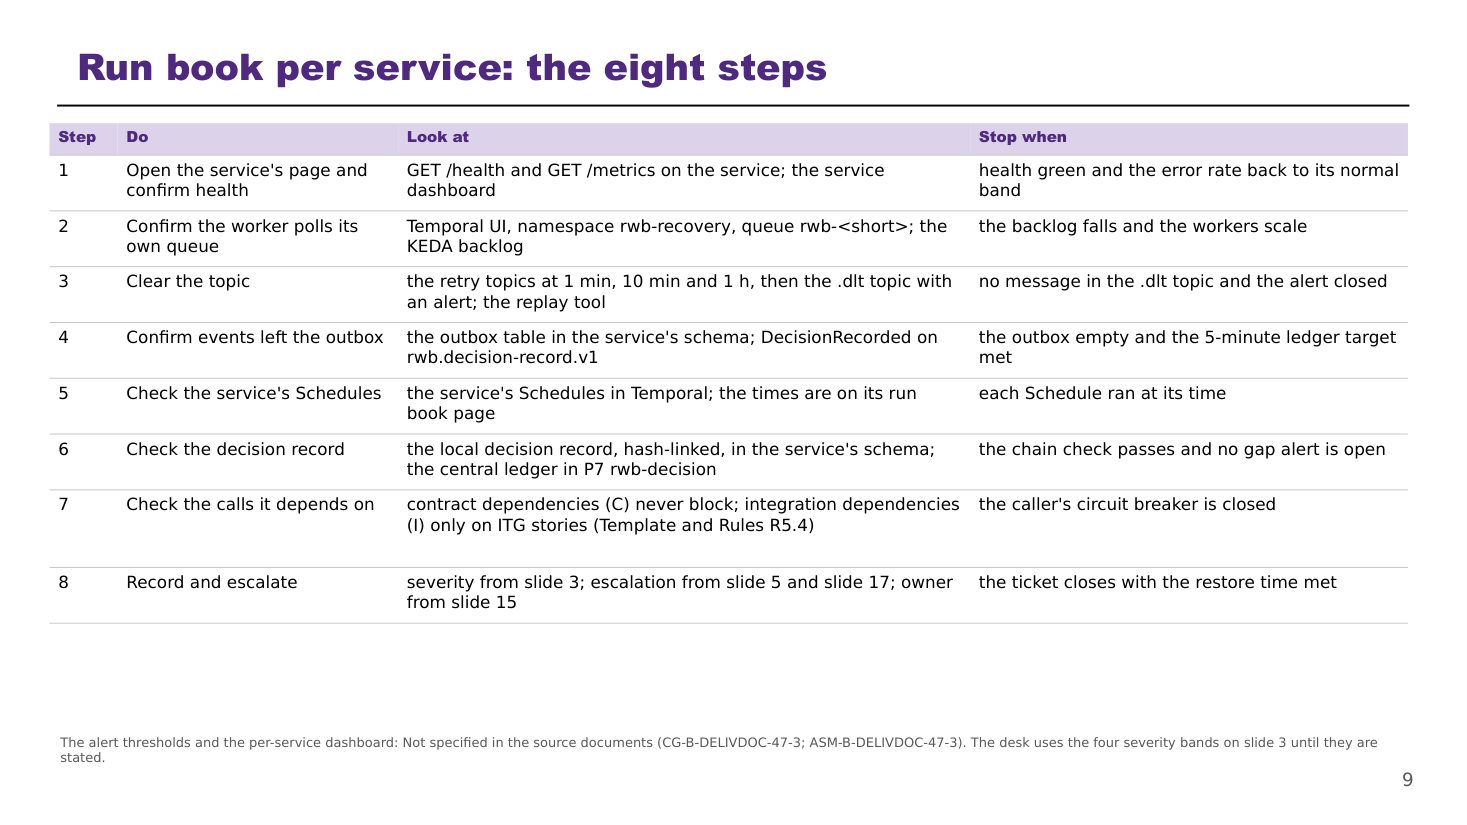 Run book per service: the eight steps
Step Do Look at Stop when
1 Open the service's page and GET /health and GET /metrics on the service; the service health green and the error rate back to its normal
confirm health dashboard band
2 Confirm the worker polls its Temporal UI, namespace rwb-recovery, queue rwb-<short>; the the backlog falls and the workers scale
own queue KEDA backlog
3 Clear the topic the retry topics at 1 min, 10 min and 1 h, then the .dlt topic with no message in the .dlt topic and the alert closed
an alert; the replay tool
4 Confirm events left the outbox the outbox table in the service's schema; DecisionRecorded on the outbox empty and the 5-minute ledger target
rwb.decision-record.v1 met
5 Check the service's Schedules the service's Schedules in Temporal; the times are on its run each Schedule ran at its time
book page
6 Check the decision record the local decision record, hash-linked, in the service's schema; the chain check passes and no gap alert is open
the central ledger in P7 rwb-decision
7 Check the calls it depends on contract dependencies (C) never block; integration dependencies the caller's circuit breaker is closed
(I) only on ITG stories (Template and Rules R5.4)
8 Record and escalate severity from slide 3; escalation from slide 5 and slide 17; owner the ticket closes with the restore time met
from slide 15
The alert thresholds and the per-service dashboard: Not specified in the source documents (CG-B-DELIVDOC-47-3; ASM-B-DELIVDOC-47-3). The desk uses the four severity bands on slide 3 until they are
stated.
9